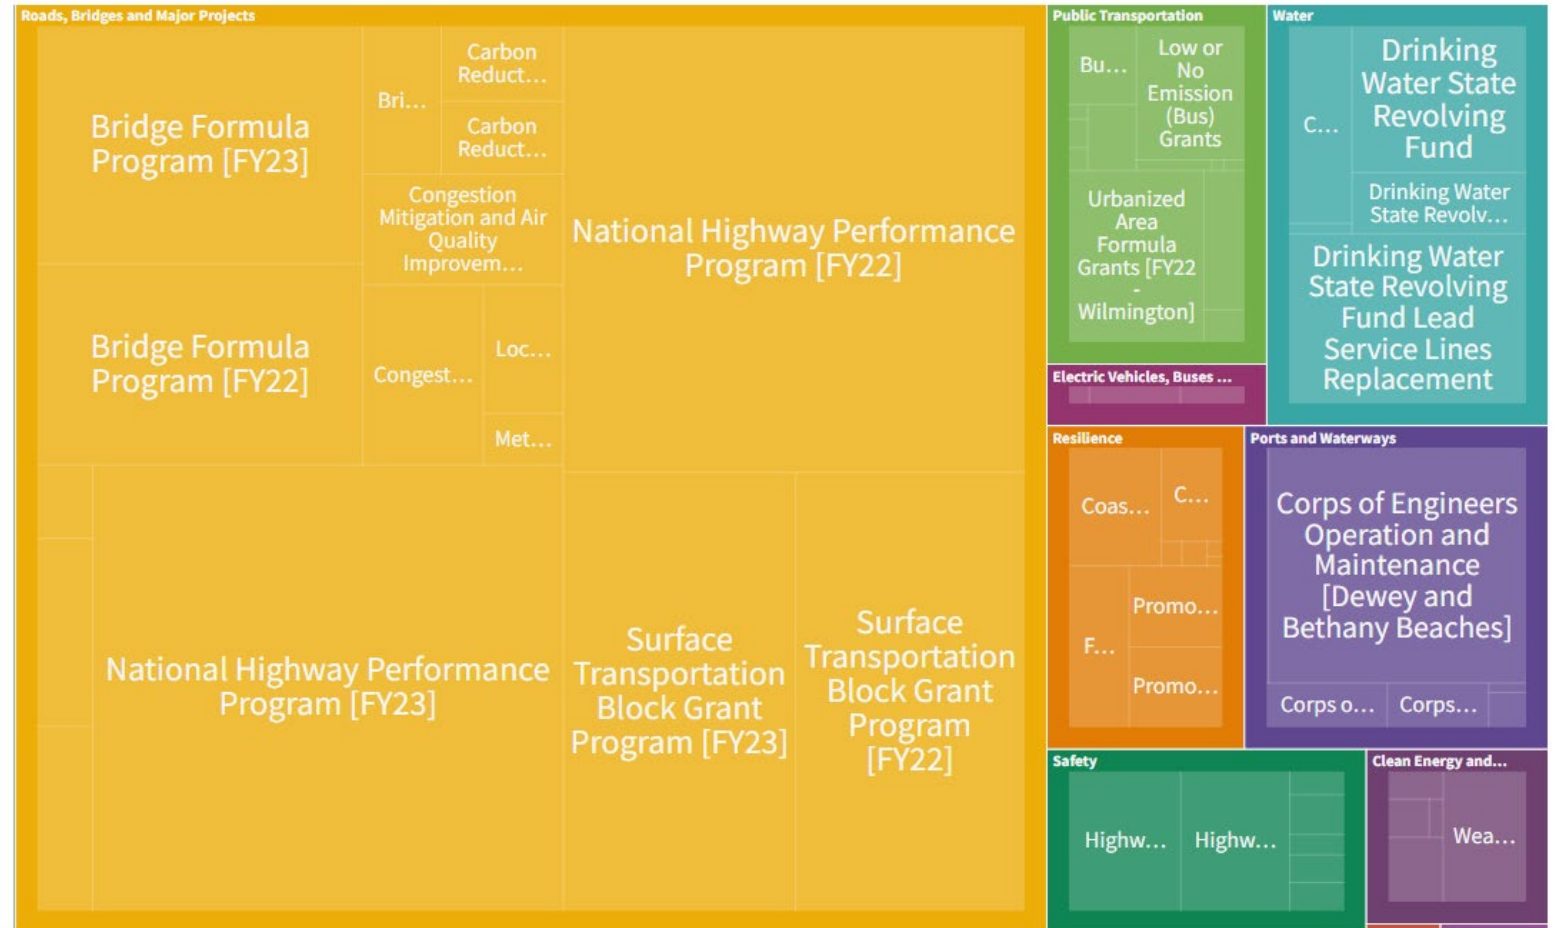 Roads, Bridges and Major Projects
Bridge Formula
Program [FY23]
Bri...
Carbon
Reduct...
Carbon
Reduct...
Congestion
Mitigation and Air
Quality
Improvem...
National Highway Performance
Program [FY22]
Bridge Formula
Program [FY22]
Congest...
Loc...
Met...
National Highway Performance
Program [FY23]
Surface
Transportation
Block Grant
Program [FY23]
Surface
Transportation
Block Grant
Program
[FY22]
Public Transportation
Bu...
Low or
No
Emission
(Bus)
Grants
Urbanized
Area
Formula
Grants [FY22
-
Wilmington]
Water
C...
Drinking
Water State
Revolving
Fund
Drinking Water
State Revolv...
Drinking Water
State Revolving
Fund Lead
Service Lines
Replacement
Electric Vehicles, Buses ...
Resilience
Coas...
C...
F...
Promo...
Promo...
Ports and Waterways
Corps of Engineers
Operation and
Maintenance
[Dewey and
Bethany Beaches]
Corps o...
Corps...
Safety
Highw...
Highw...
Clean Energy and...
Wea...